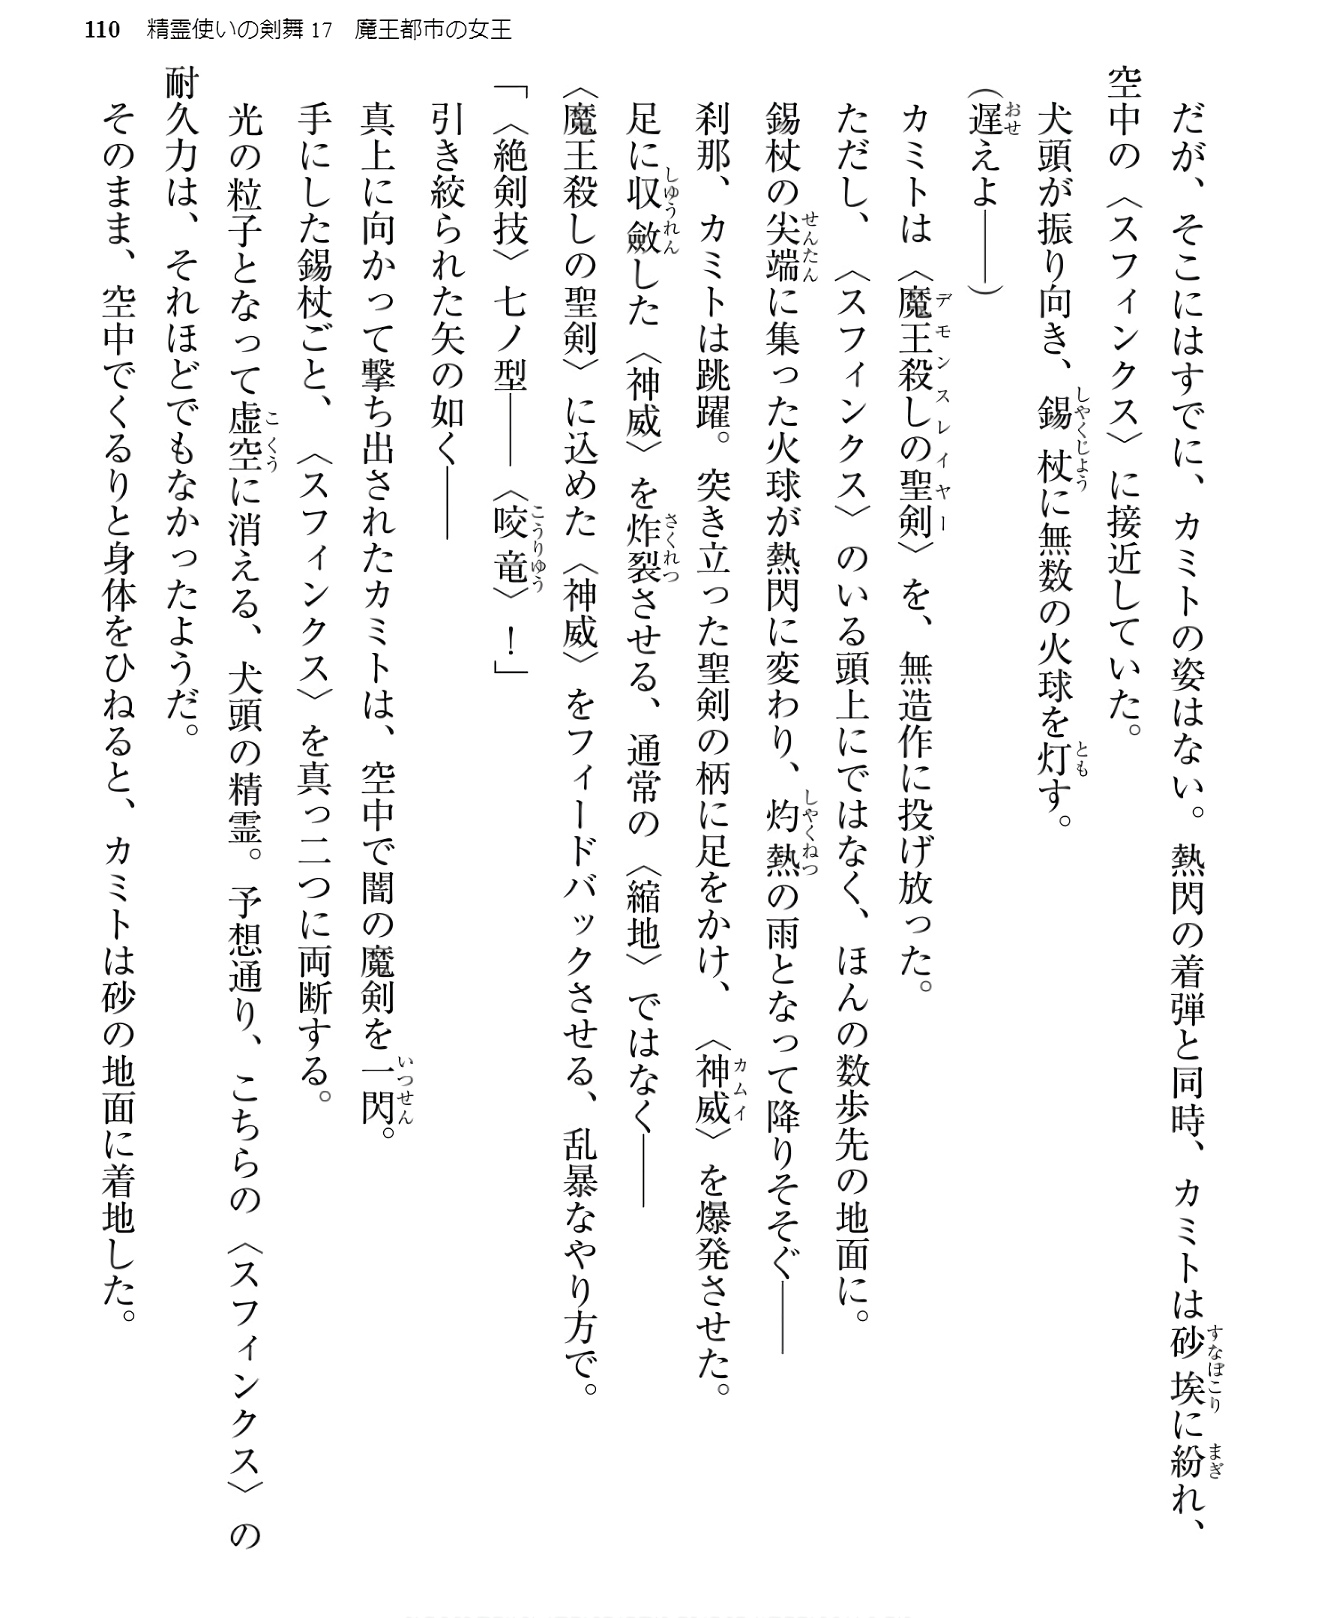 110 精霊使いの剣舞17 魔王都市の女王
　だが、そこにはすでに、カミトの姿はない。熱閃の着弾と同時、カミトは砂埃に紛れ、
空中の〈スフィンクス〉に接近していた。
　犬頭が振り向き、錫杖に無数の火球を灯す。
（遅えよ――）
　カミトは〈魔王殺しの聖剣〉を、無造作に投げ放った。
　ただし、〈スフィンクス〉のいる頭上にではなく、ほんの数歩先の地面に。
　錫杖の尖端に集った火球が熱閃に変わり、灼熱の雨となって降りそそぐ――
　刹那、カミトは跳躍。突き立った聖剣の柄に足をかけ、〈神威〉を爆発させた。
　足に収斂した〈神威〉を炸裂させる、通常の〈縮地〉ではなく――
〈魔王殺しの聖剣〉に込めた〈神威〉をフィードバックさせる、乱暴なやり方で。
「〈絶剣技〉七ノ型――〈咬竜〉！」
　引き絞られた矢の如く――
　真上に向かって撃ち出されたカミトは、空中で闇の魔剣を一閃。
　手にした錫杖ごと、〈スフィンクス〉を真っ二つに両断する。
　光の粒子となって虚空に消える、犬頭の精霊。予想通り、こちらの〈スフィンクス〉の
耐久力は、それほどでもなかったようだ。
　そのまま、空中でくるりと身体をひねると、カミトは砂の地面に着地した。